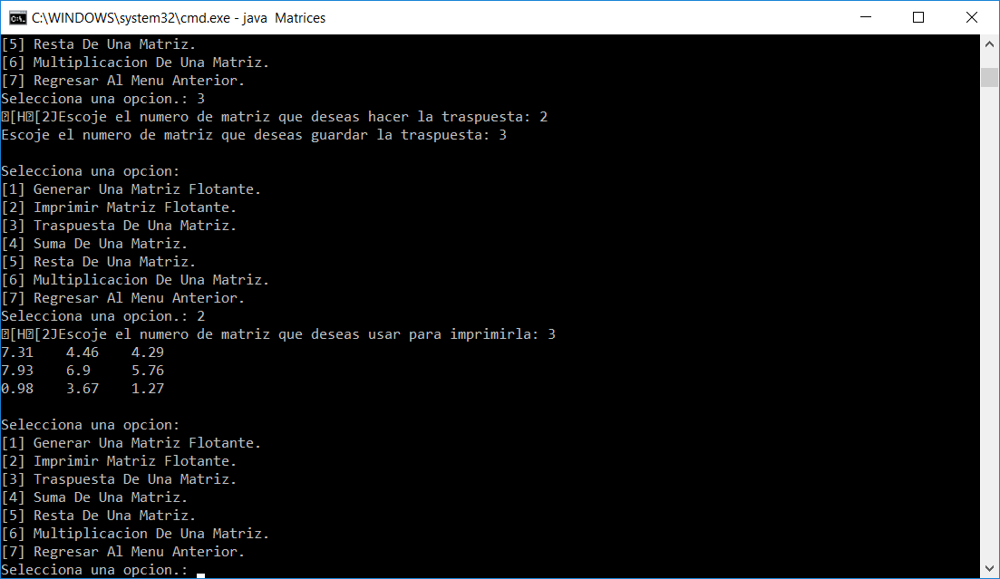 C:\WINDOWS\system32\cmd.exe - java  Matrices
[5] Resta De Una Matriz.
[6] Multiplicacion De Una Matriz.
[7] Regresar Al Menu Anterior.
Selecciona una opcion.: 3
⍰[H⍰[2JEscoje el numero de matriz que deseas hacer la traspuesta: 2
Escoje el numero de matriz que deseas guardar la traspuesta: 3
Selecciona una opcion:
[1] Generar Una Matriz Flotante.
[2] Imprimir Matriz Flotante.
[3] Traspuesta De Una Matriz.
[4] Suma De Una Matriz.
[5] Resta De Una Matriz.
[6] Multiplicacion De Una Matriz.
[7] Regresar Al Menu Anterior.
Selecciona una opcion.: 2
⍰[H⍰[2JEscoje el numero de matriz que deseas usar para imprimirla: 3
7.31    4.46    4.29
7.93    6.9     5.76
0.98    3.67    1.27
Selecciona una opcion:
[1] Generar Una Matriz Flotante.
[2] Imprimir Matriz Flotante.
[3] Traspuesta De Una Matriz.
[4] Suma De Una Matriz.
[5] Resta De Una Matriz.
[6] Multiplicacion De Una Matriz.
[7] Regresar Al Menu Anterior.
Selecciona una opcion.: